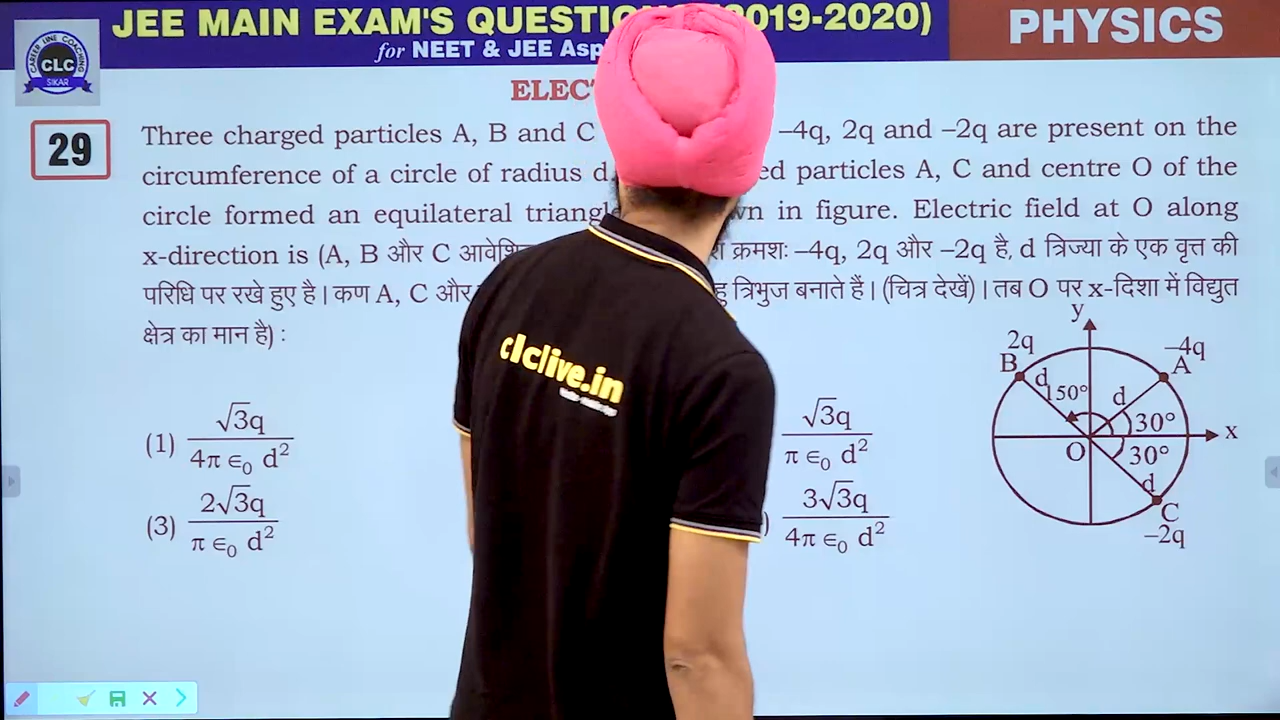 JEE MAIN EXAM'S QUESTION (2019-2020)
for NEET & JEE Asp
PHYSICS
CAREER LINE COACHING
CLC
SIKAR
ELECT
29
Three charged particles A, B and C –4q, 2q and –2q are present on the
circumference of a circle of radius d. ed particles A, C and centre O of the
circle formed an equilateral triangl wn in figure. Electric field at O along
x-direction is (A, B और C आवेशि क्रमशः –4q, 2q और –2q है, d त्रिज्या के एक वृत्त की
परिधि पर रखे हुए है। कण A, C और त्रिभुज बनाते हैं। (चित्र देखें)। तब O पर x-दिशा में विद्युत
क्षेत्र का मान है) :
(1) √3q / 4π ∈₀ d²
√3q / π ∈₀ d²
(3) 2√3q / π ∈₀ d²
) 3√3q / 4π ∈₀ d²
y
2q
B
–4q
A
d
150°
d
30°
x
O
30°
d
C
–2q
clclive.in